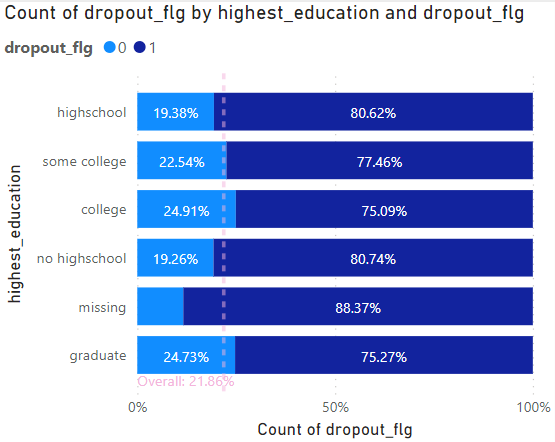 Count of dropout_flg by highest_education and dropout_flg
dropout_flg 0 1
highschool 19.38% 80.62%
some college 22.54% 77.46%
college 24.91% 75.09%
no highschool 19.26% 80.74%
missing 88.37%
graduate 24.73% 75.27%
Overall: 21.86%
0% 50% 100%
Count of dropout_flg
highest_education